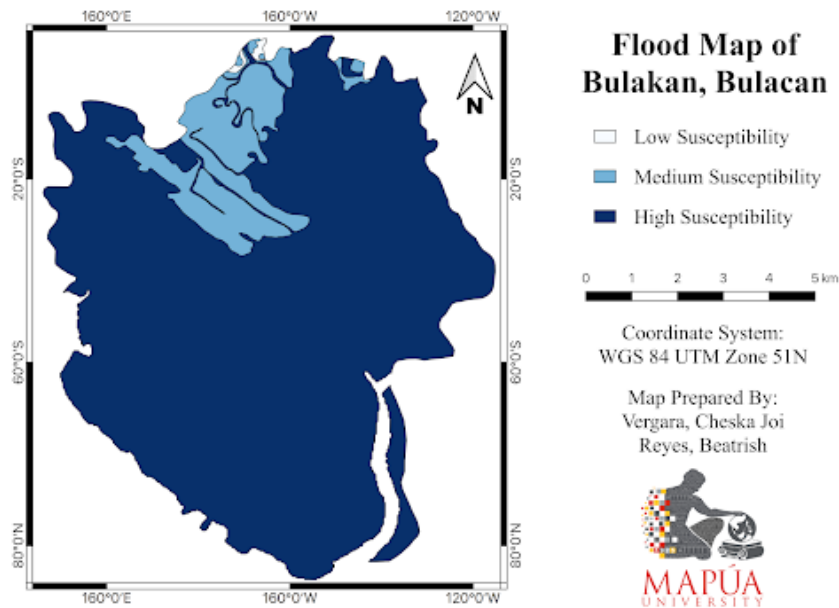 160°0'E 160°0'W 120°0'W
Flood Map of
Bulakan, Bulacan
N
Low Susceptibility
Medium Susceptibility
High Susceptibility
20°0'S 20°0'S
0 1 2 3 4 5 km
Coordinate System:
WGS 84 UTM Zone 51N
60°0'S 60°0'S
Map Prepared By:
Vergara, Cheska Joi
Reyes, Beatrish
80°0'N 80°0'N
160°0'E 160°0'W 120°0'W
MAPÚA
UNIVERSITY